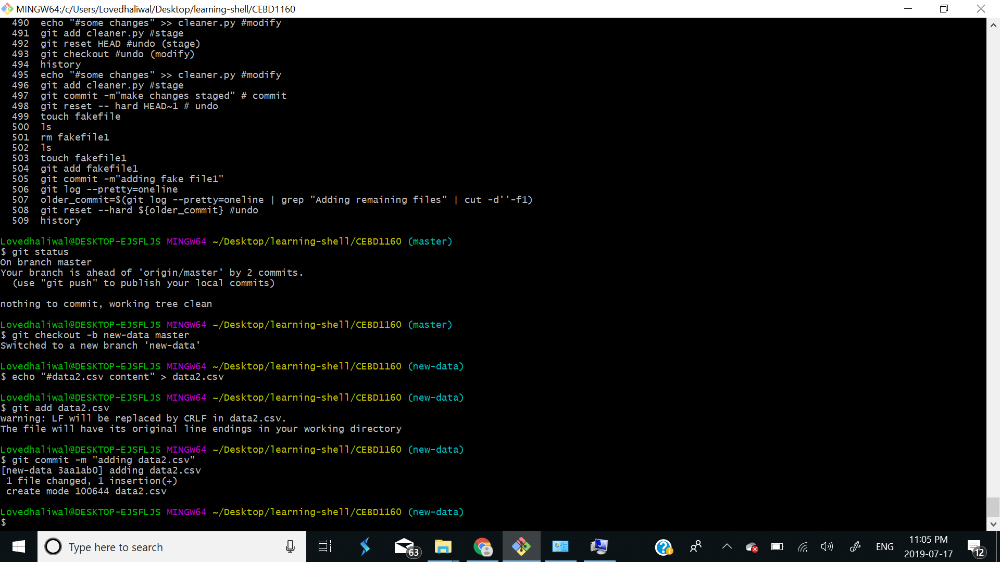 MINGW64:/c/Users/Lovedhaliwal/Desktop/learning-shell/CEBD1160
490 echo "#some changes" >> cleaner.py #modify
491 git add cleaner.py #stage
492 git reset HEAD #undo (stage)
493 git checkout #undo (modify)
494 history
495 echo "#some changes" >> cleaner.py #modify
496 git add cleaner.py #stage
497 git commit -m"make changes staged" # commit
498 git reset -- hard HEAD~1 # undo
499 touch fakefile
500 ls
501 rm fakefile1
502 ls
503 touch fakefile1
504 git add fakefile1
505 git commit -m"adding fake file1"
506 git log --pretty=oneline
507 older_commit=$(git log --pretty=oneline | grep "Adding remaining files" | cut -d''-f1)
508 git reset --hard ${older_commit} #undo
509 history
Lovedhaliwal@DESKTOP-EJSFLJS MINGW64 ~/Desktop/learning-shell/CEBD1160 (master)
$ git status
On branch master
Your branch is ahead of 'origin/master' by 2 commits.
(use "git push" to publish your local commits)
nothing to commit, working tree clean
Lovedhaliwal@DESKTOP-EJSFLJS MINGW64 ~/Desktop/learning-shell/CEBD1160 (master)
$ git checkout -b new-data master
Switched to a new branch 'new-data'
Lovedhaliwal@DESKTOP-EJSFLJS MINGW64 ~/Desktop/learning-shell/CEBD1160 (new-data)
$ echo "#data2.csv content" > data2.csv
Lovedhaliwal@DESKTOP-EJSFLJS MINGW64 ~/Desktop/learning-shell/CEBD1160 (new-data)
$ git add data2.csv
warning: LF will be replaced by CRLF in data2.csv.
The file will have its original line endings in your working directory
Lovedhaliwal@DESKTOP-EJSFLJS MINGW64 ~/Desktop/learning-shell/CEBD1160 (new-data)
$ git commit -m "adding data2.csv"
[new-data 3aa1ab0] adding data2.csv
1 file changed, 1 insertion(+)
create mode 100644 data2.csv
Lovedhaliwal@DESKTOP-EJSFLJS MINGW64 ~/Desktop/learning-shell/CEBD1160 (new-data)
$
Type here to search
63
ENG
11:05 PM
2019-07-17
12